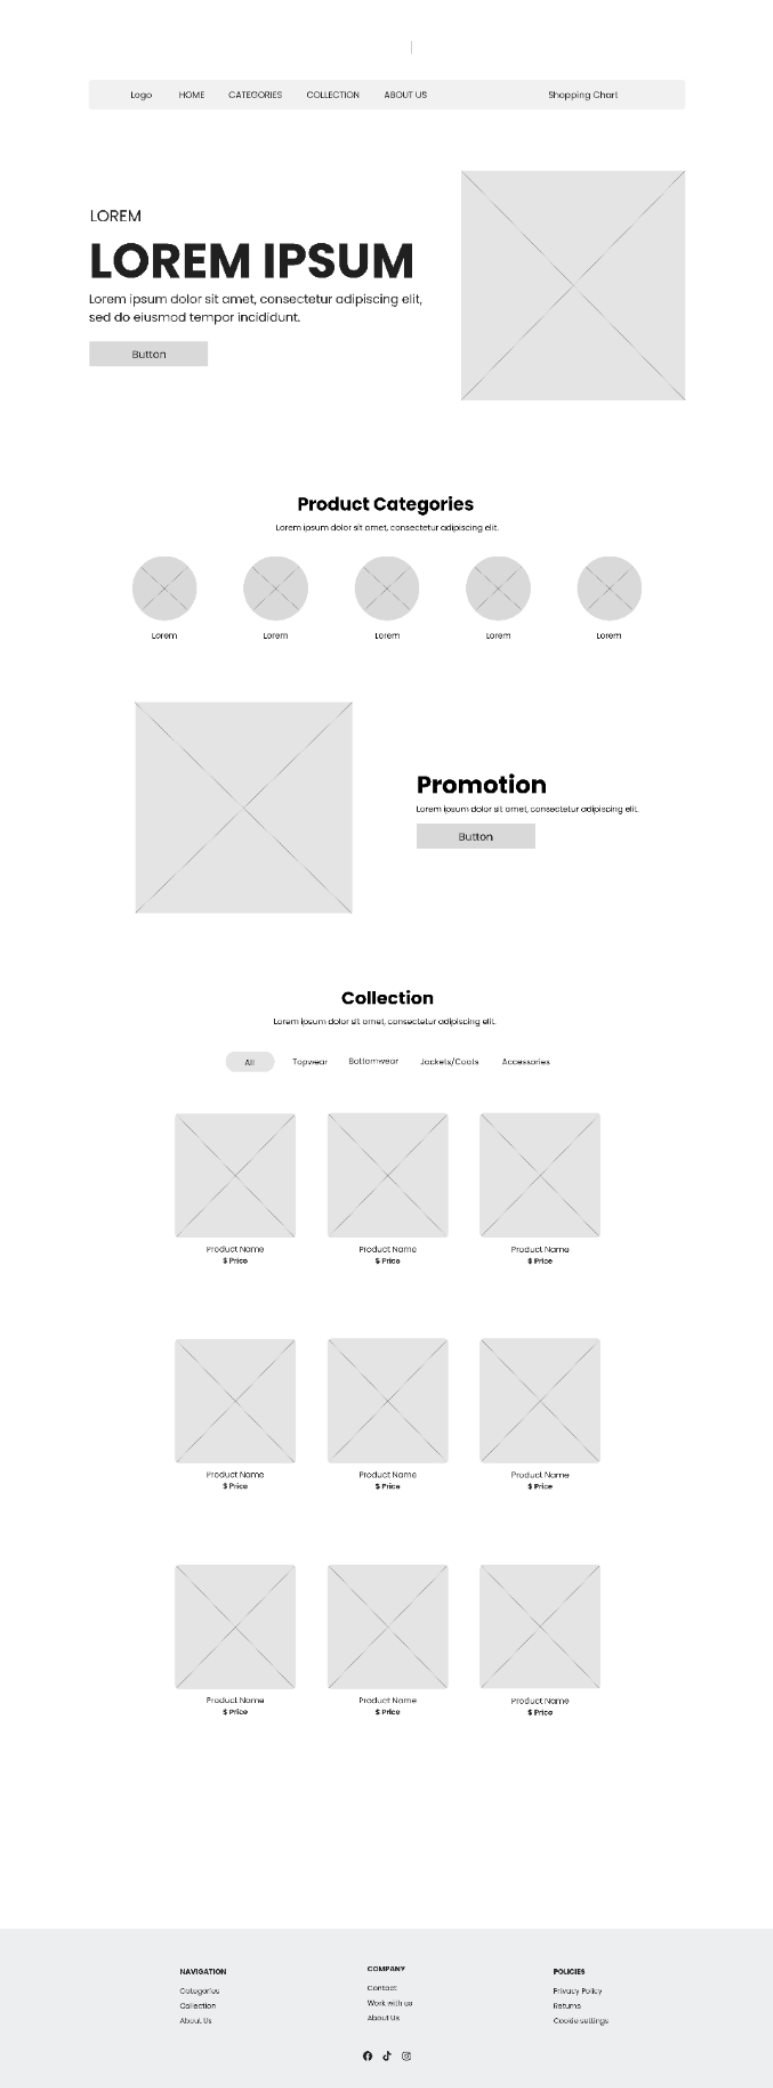 Logo HOME CATEGORIES COLLECTION ABOUT US Shopping Chart
LOREM
LOREM IPSUM
Lorem ipsum dolor sit amet, consectetur adipiscing elit,
sed do eiusmod tempor incididunt.
Button
Product Categories
Lorem ipsum dolor sit amet, consectetur adipiscing elit.
Lorem Lorem Lorem Lorem Lorem
Promotion
Lorem ipsum dolor sit amet, consectetur adipiscing elit.
Button
Collection
Lorem ipsum dolor sit amet, consectetur adipiscing elit.
All Topwear Bottomwear Jackets/Coats Accessories
Product Name Product Name Product Name
$ Price $ Price $ Price
Product Name Product Name Product Name
$ Price $ Price $ Price
Product Name Product Name Product Name
$ Price $ Price $ Price
NAVIGATION
Categories
Collection
About Us
COMPANY
Contact
Work with us
About Us
POLICIES
Privacy Policy
Returns
Cookie settings